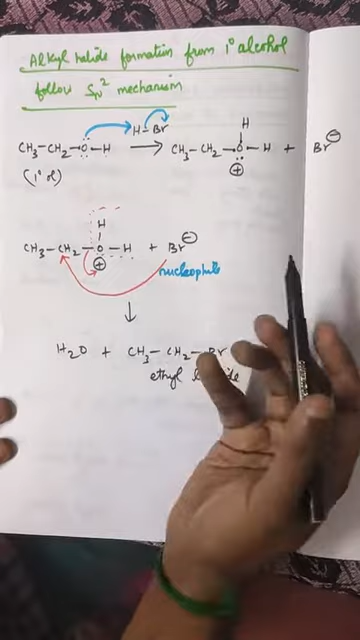 Alkyl halide formation from 1° alcohol
follow SN² mechanism
H—Br
CH₃—CH₂—Ö—H → CH₃—CH₂—O—H + Br⊖
H
⊕
(1° ol)
H
CH₃—CH₂—O—H + Br⊖
⊕
nucleophile
↓
H₂O + CH₃—CH₂—Br
ethyl